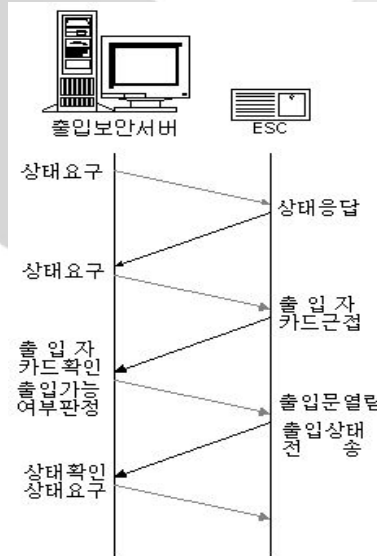 출입보안서버
ESC
상태요구
상태응답
상태요구
출 입 자
카드근접
출 입 자
카드확인
출입가능
여부판정
출입문열림
출입상태
전 송
상태확인
상태요구